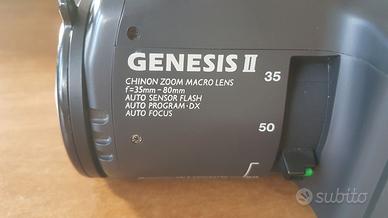 GENESIS II
CHINON ZOOM MACRO LENS
f=35mm–80mm
AUTO SENSOR FLASH
AUTO PROGRAM·DX
AUTO FOCUS
35
50
subito